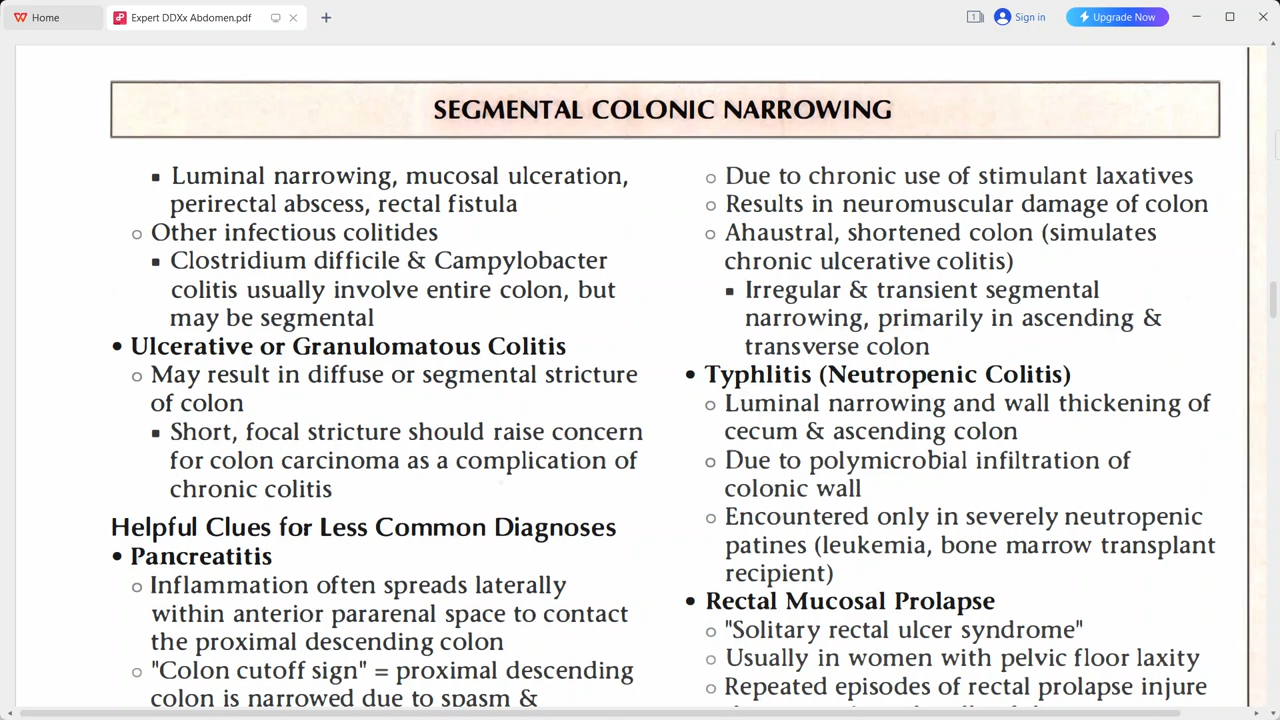 Home
Expert DDXx Abdomen.pdf
1
Sign in
Upgrade Now
SEGMENTAL COLONIC NARROWING
▪ Luminal narrowing, mucosal ulceration,
perirectal abscess, rectal fistula
○ Other infectious colitides
▪ Clostridium difficile & Campylobacter
colitis usually involve entire colon, but
may be segmental
• Ulcerative or Granulomatous Colitis
○ May result in diffuse or segmental stricture
of colon
▪ Short, focal stricture should raise concern
for colon carcinoma as a complication of
chronic colitis
Helpful Clues for Less Common Diagnoses
• Pancreatitis
○ Inflammation often spreads laterally
within anterior pararenal space to contact
the proximal descending colon
○ "Colon cutoff sign" = proximal descending
colon is narrowed due to spasm &
○ Due to chronic use of stimulant laxatives
○ Results in neuromuscular damage of colon
○ Ahaustral, shortened colon (simulates
chronic ulcerative colitis)
▪ Irregular & transient segmental
narrowing, primarily in ascending &
transverse colon
• Typhlitis (Neutropenic Colitis)
○ Luminal narrowing and wall thickening of
cecum & ascending colon
○ Due to polymicrobial infiltration of
colonic wall
○ Encountered only in severely neutropenic
patines (leukemia, bone marrow transplant
recipient)
• Rectal Mucosal Prolapse
○ "Solitary rectal ulcer syndrome"
○ Usually in women with pelvic floor laxity
○ Repeated episodes of rectal prolapse injure